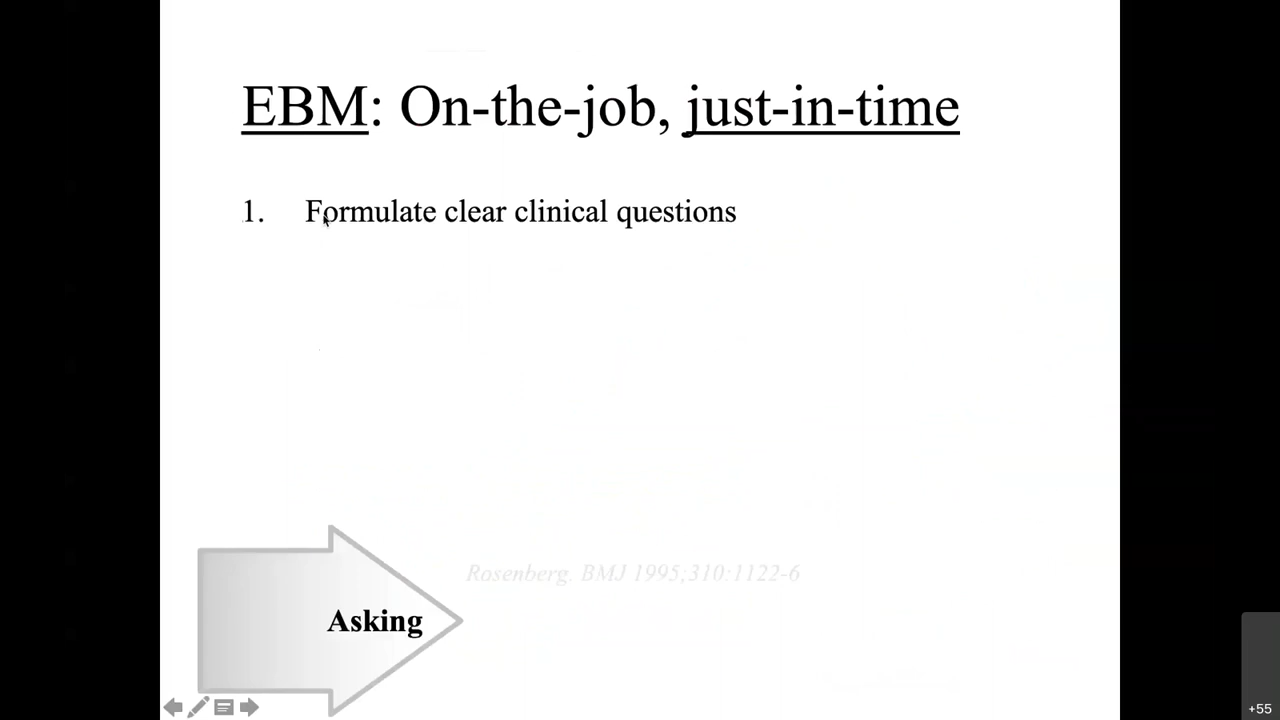 EBM: On-the-job, just-in-time
1. Formulate clear clinical questions
Rosenberg. BMJ 1995;310:1122-6
Asking
+55